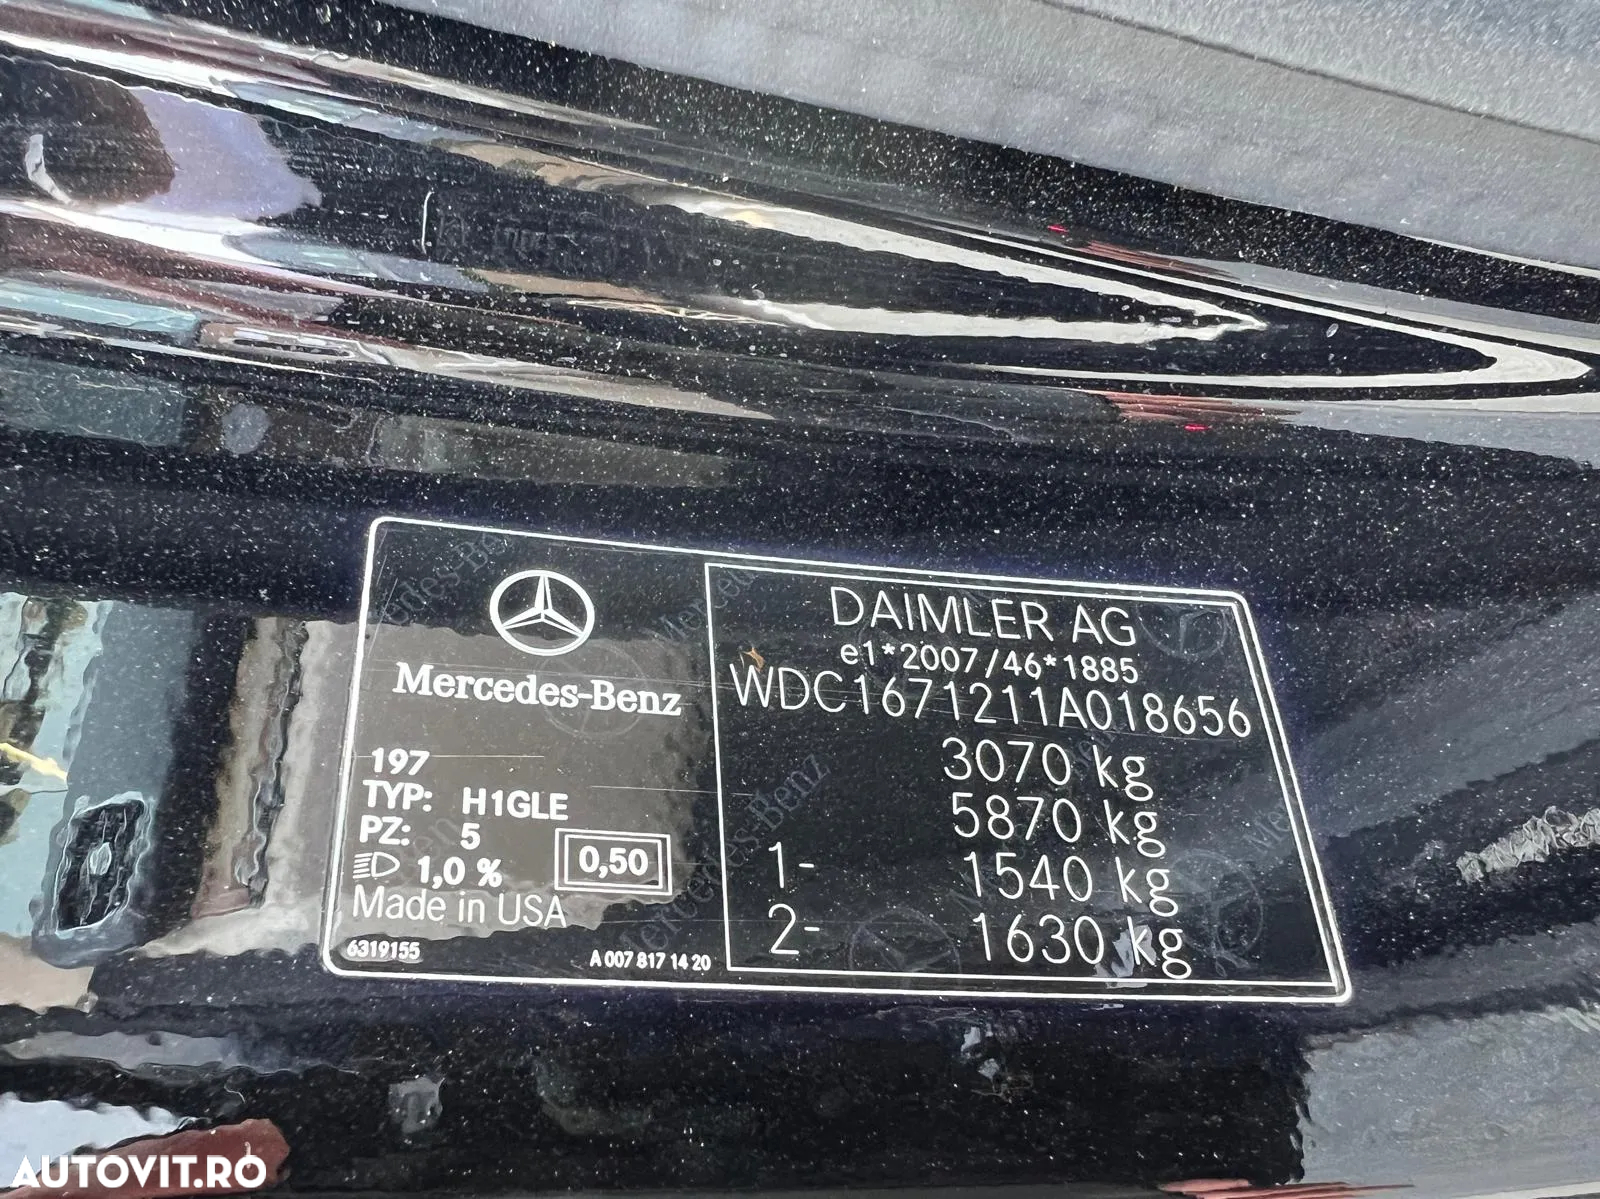 Mercedes-Benz
197
TYP: H1GLE
PZ: 5
1,0 %
0,50
Made in USA
6319155
A 007 817 14 20
DAIMLER AG
e1*2007/46*1885
WDC1671211A018656
3070 kg
5870 kg
1- 1540 kg
2- 1630 kg
AUTOVIT.RO